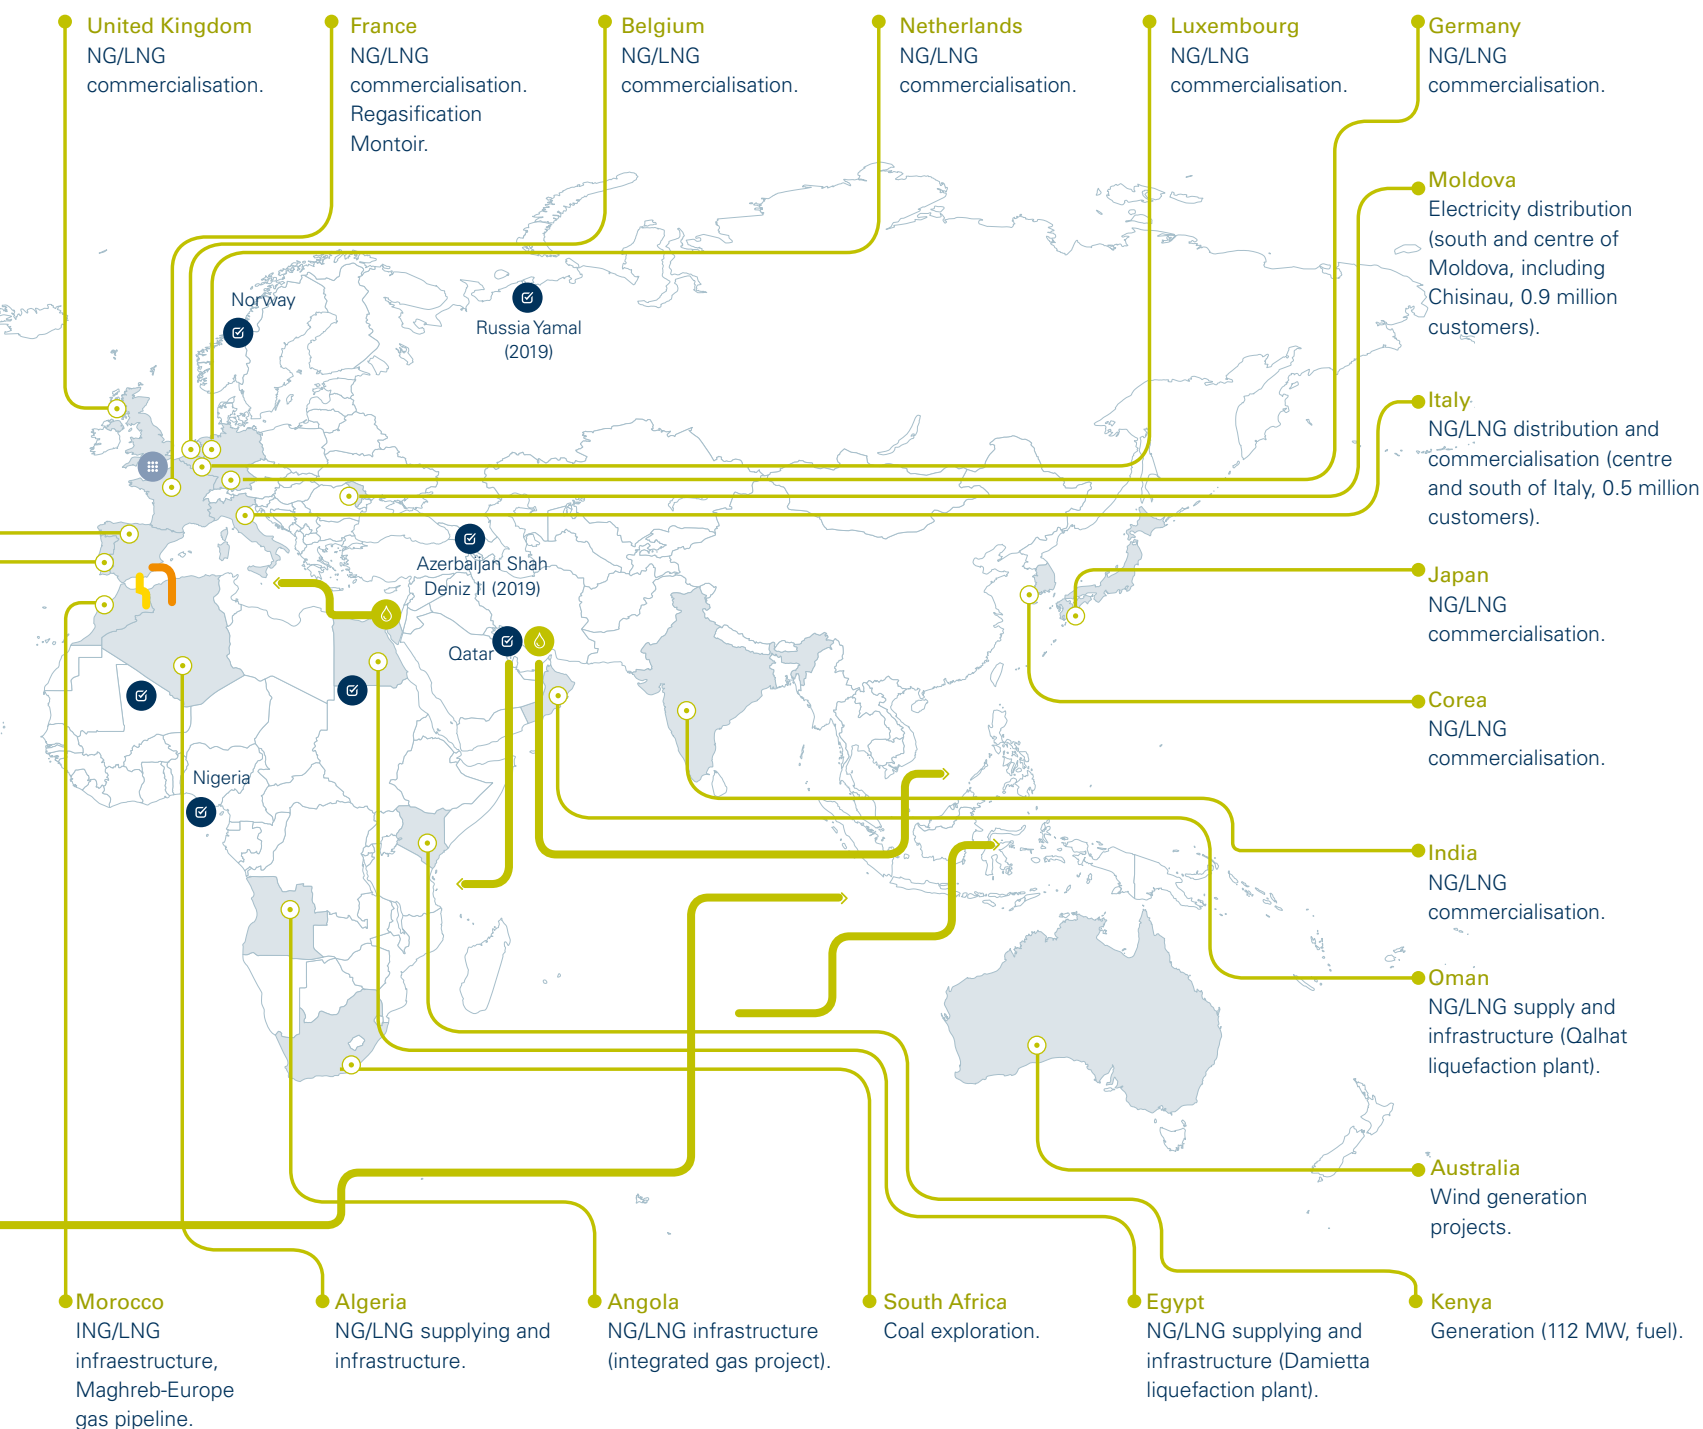 United Kingdom
NG/LNG
commercialisation.
France
NG/LNG
commercialisation.
Regasification
Montoir.
Belgium
NG/LNG
commercialisation.
Netherlands
NG/LNG
commercialisation.
Luxembourg
NG/LNG
commercialisation.
Germany
NG/LNG
commercialisation.
Moldova
Electricity distribution
(south and centre of
Moldova, including
Chisinau, 0.9 million
customers).
Norway
Russia Yamal
(2019)
Italy
NG/LNG distribution and
commercialisation (centre
and south of Italy, 0.5 million
customers).
Azerbaijan Shah
Deniz II (2019)
Japan
NG/LNG
commercialisation.
Qatar
Corea
NG/LNG
commercialisation.
Nigeria
India
NG/LNG
commercialisation.
Oman
NG/LNG supply and
infrastructure (Qalhat
liquefaction plant).
Australia
Wind generation
projects.
Morocco
ING/LNG
infraestructure,
Maghreb-Europe
gas pipeline.
Algeria
NG/LNG supplying and
infrastructure.
Angola
NG/LNG infrastructure
(integrated gas project).
South Africa
Coal exploration.
Egypt
NG/LNG supplying and
infrastructure (Damietta
liquefaction plant).
Kenya
Generation (112 MW, fuel).